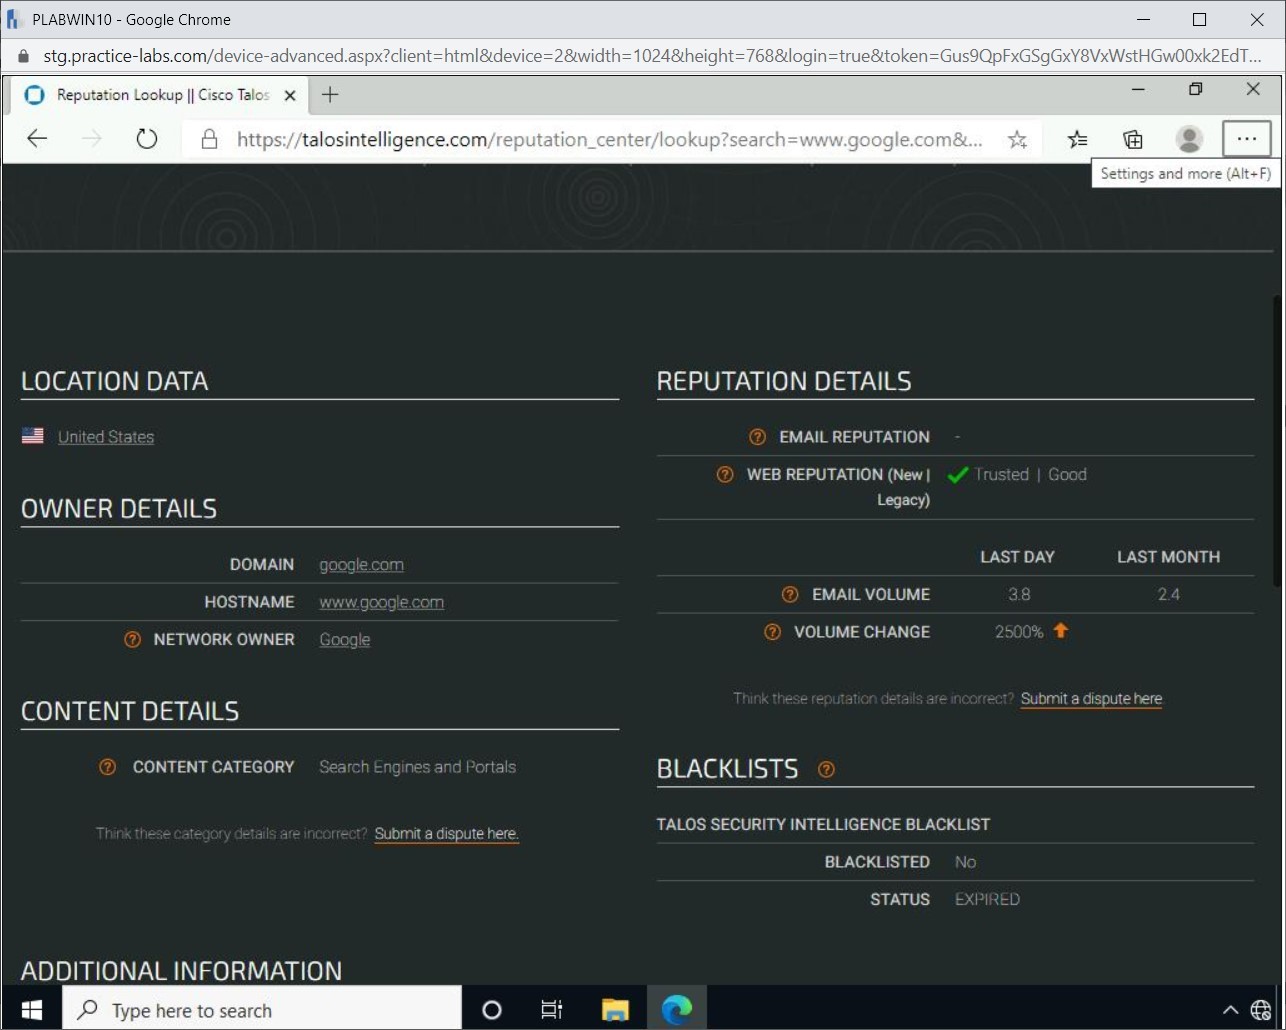 PLABWIN10 - Google Chrome
stg.practice-labs.com/device-advanced.aspx?client=html&device=2&width=1024&height=768&login=true&token=Gus9QpFxGSgGxY8VxWstHGw00xk2EdT...
Reputation Lookup || Cisco Talos
https://talosintelligence.com/reputation_center/lookup?search=www.google.com&...
Settings and more (Alt+F)
LOCATION DATA
United States
OWNER DETAILS
DOMAIN google.com
HOSTNAME www.google.com
? NETWORK OWNER Google
CONTENT DETAILS
? CONTENT CATEGORY Search Engines and Portals
Think these category details are incorrect? Submit a dispute here.
REPUTATION DETAILS
? EMAIL REPUTATION -
? WEB REPUTATION (New | Trusted | Good
Legacy)
LAST DAY LAST MONTH
? EMAIL VOLUME 3.8 2.4
? VOLUME CHANGE 2500%
Think these reputation details are incorrect? Submit a dispute here.
BLACKLISTS ?
TALOS SECURITY INTELLIGENCE BLACKLIST
BLACKLISTED No
STATUS EXPIRED
ADDITIONAL INFORMATION
Type here to search